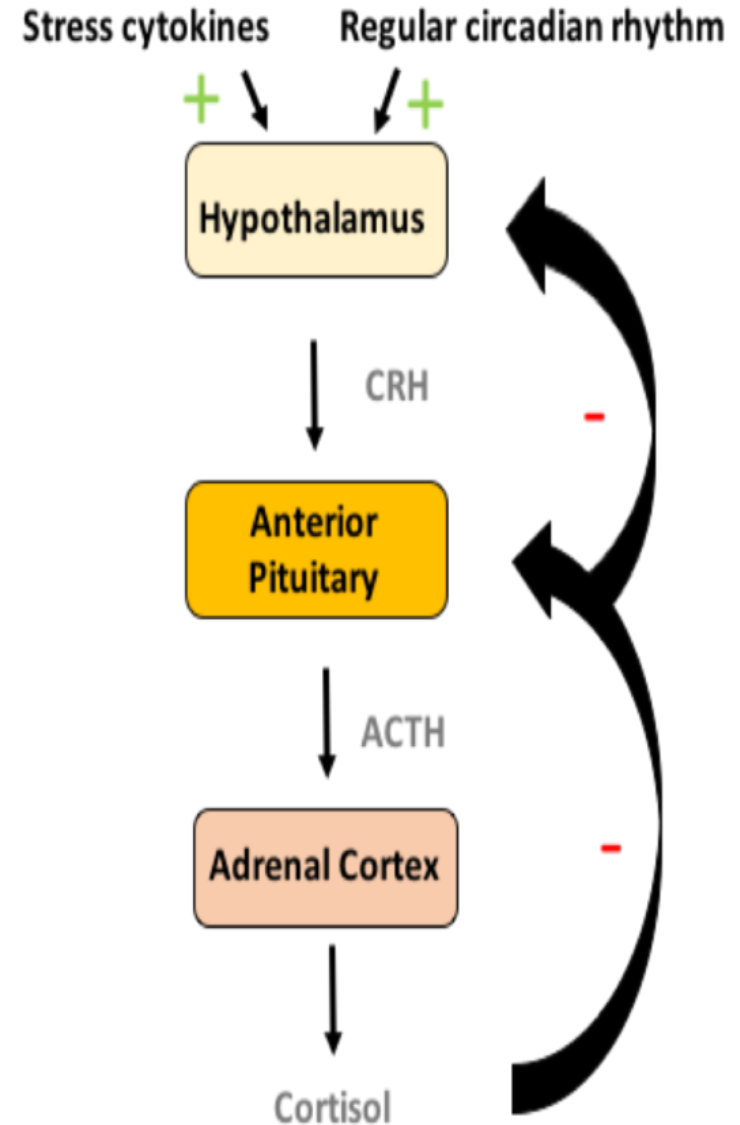 Stress cytokines
Regular circadian rhythm
+
+
Hypothalamus
CRH
-
Anterior
Pituitary
ACTH
-
Adrenal Cortex
Cortisol